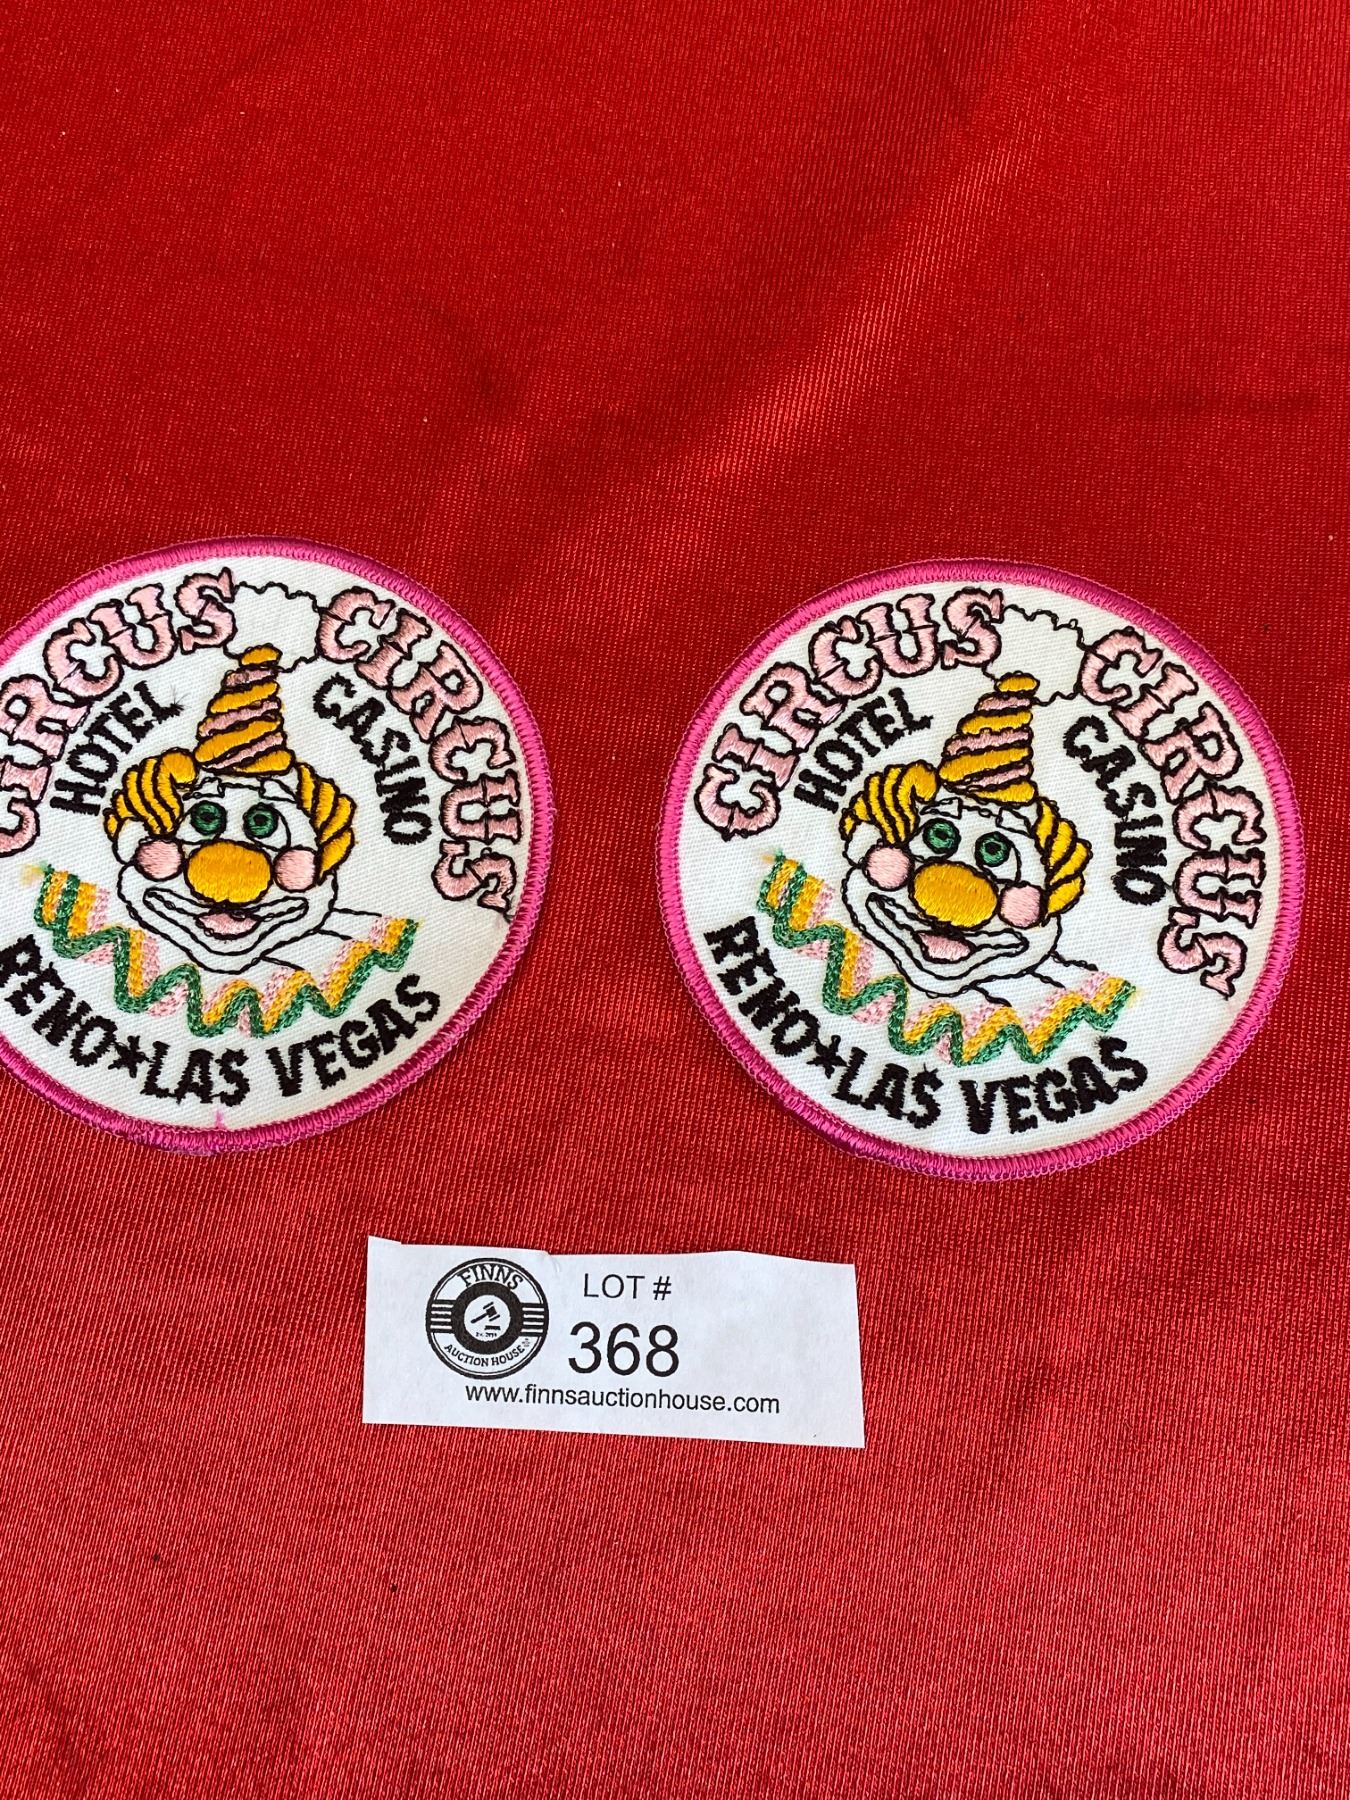 CIRCUS CIRCUS
HOTEL CASINO
RENO★LAS VEGAS
CIRCUS CIRCUS
HOTEL CASINO
RENO★LAS VEGAS
FINNS
AUCTION HOUSE
LOT #
368
www.finnsauctionhouse.com